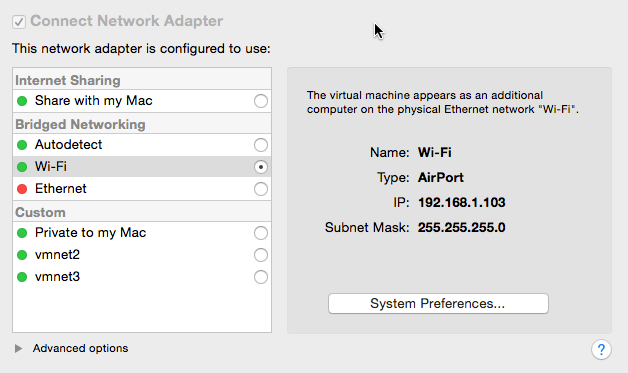 Connect Network Adapter
This network adapter is configured to use:
Internet Sharing
Share with my Mac
Bridged Networking
Autodetect
Wi-Fi
Ethernet
Custom
Private to my Mac
vmnet2
vmnet3
Advanced options
The virtual machine appears as an additional
computer on the physical Ethernet network "Wi-Fi".
Name: Wi-Fi
Type: AirPort
IP: 192.168.1.103
Subnet Mask: 255.255.255.0
System Preferences...
?